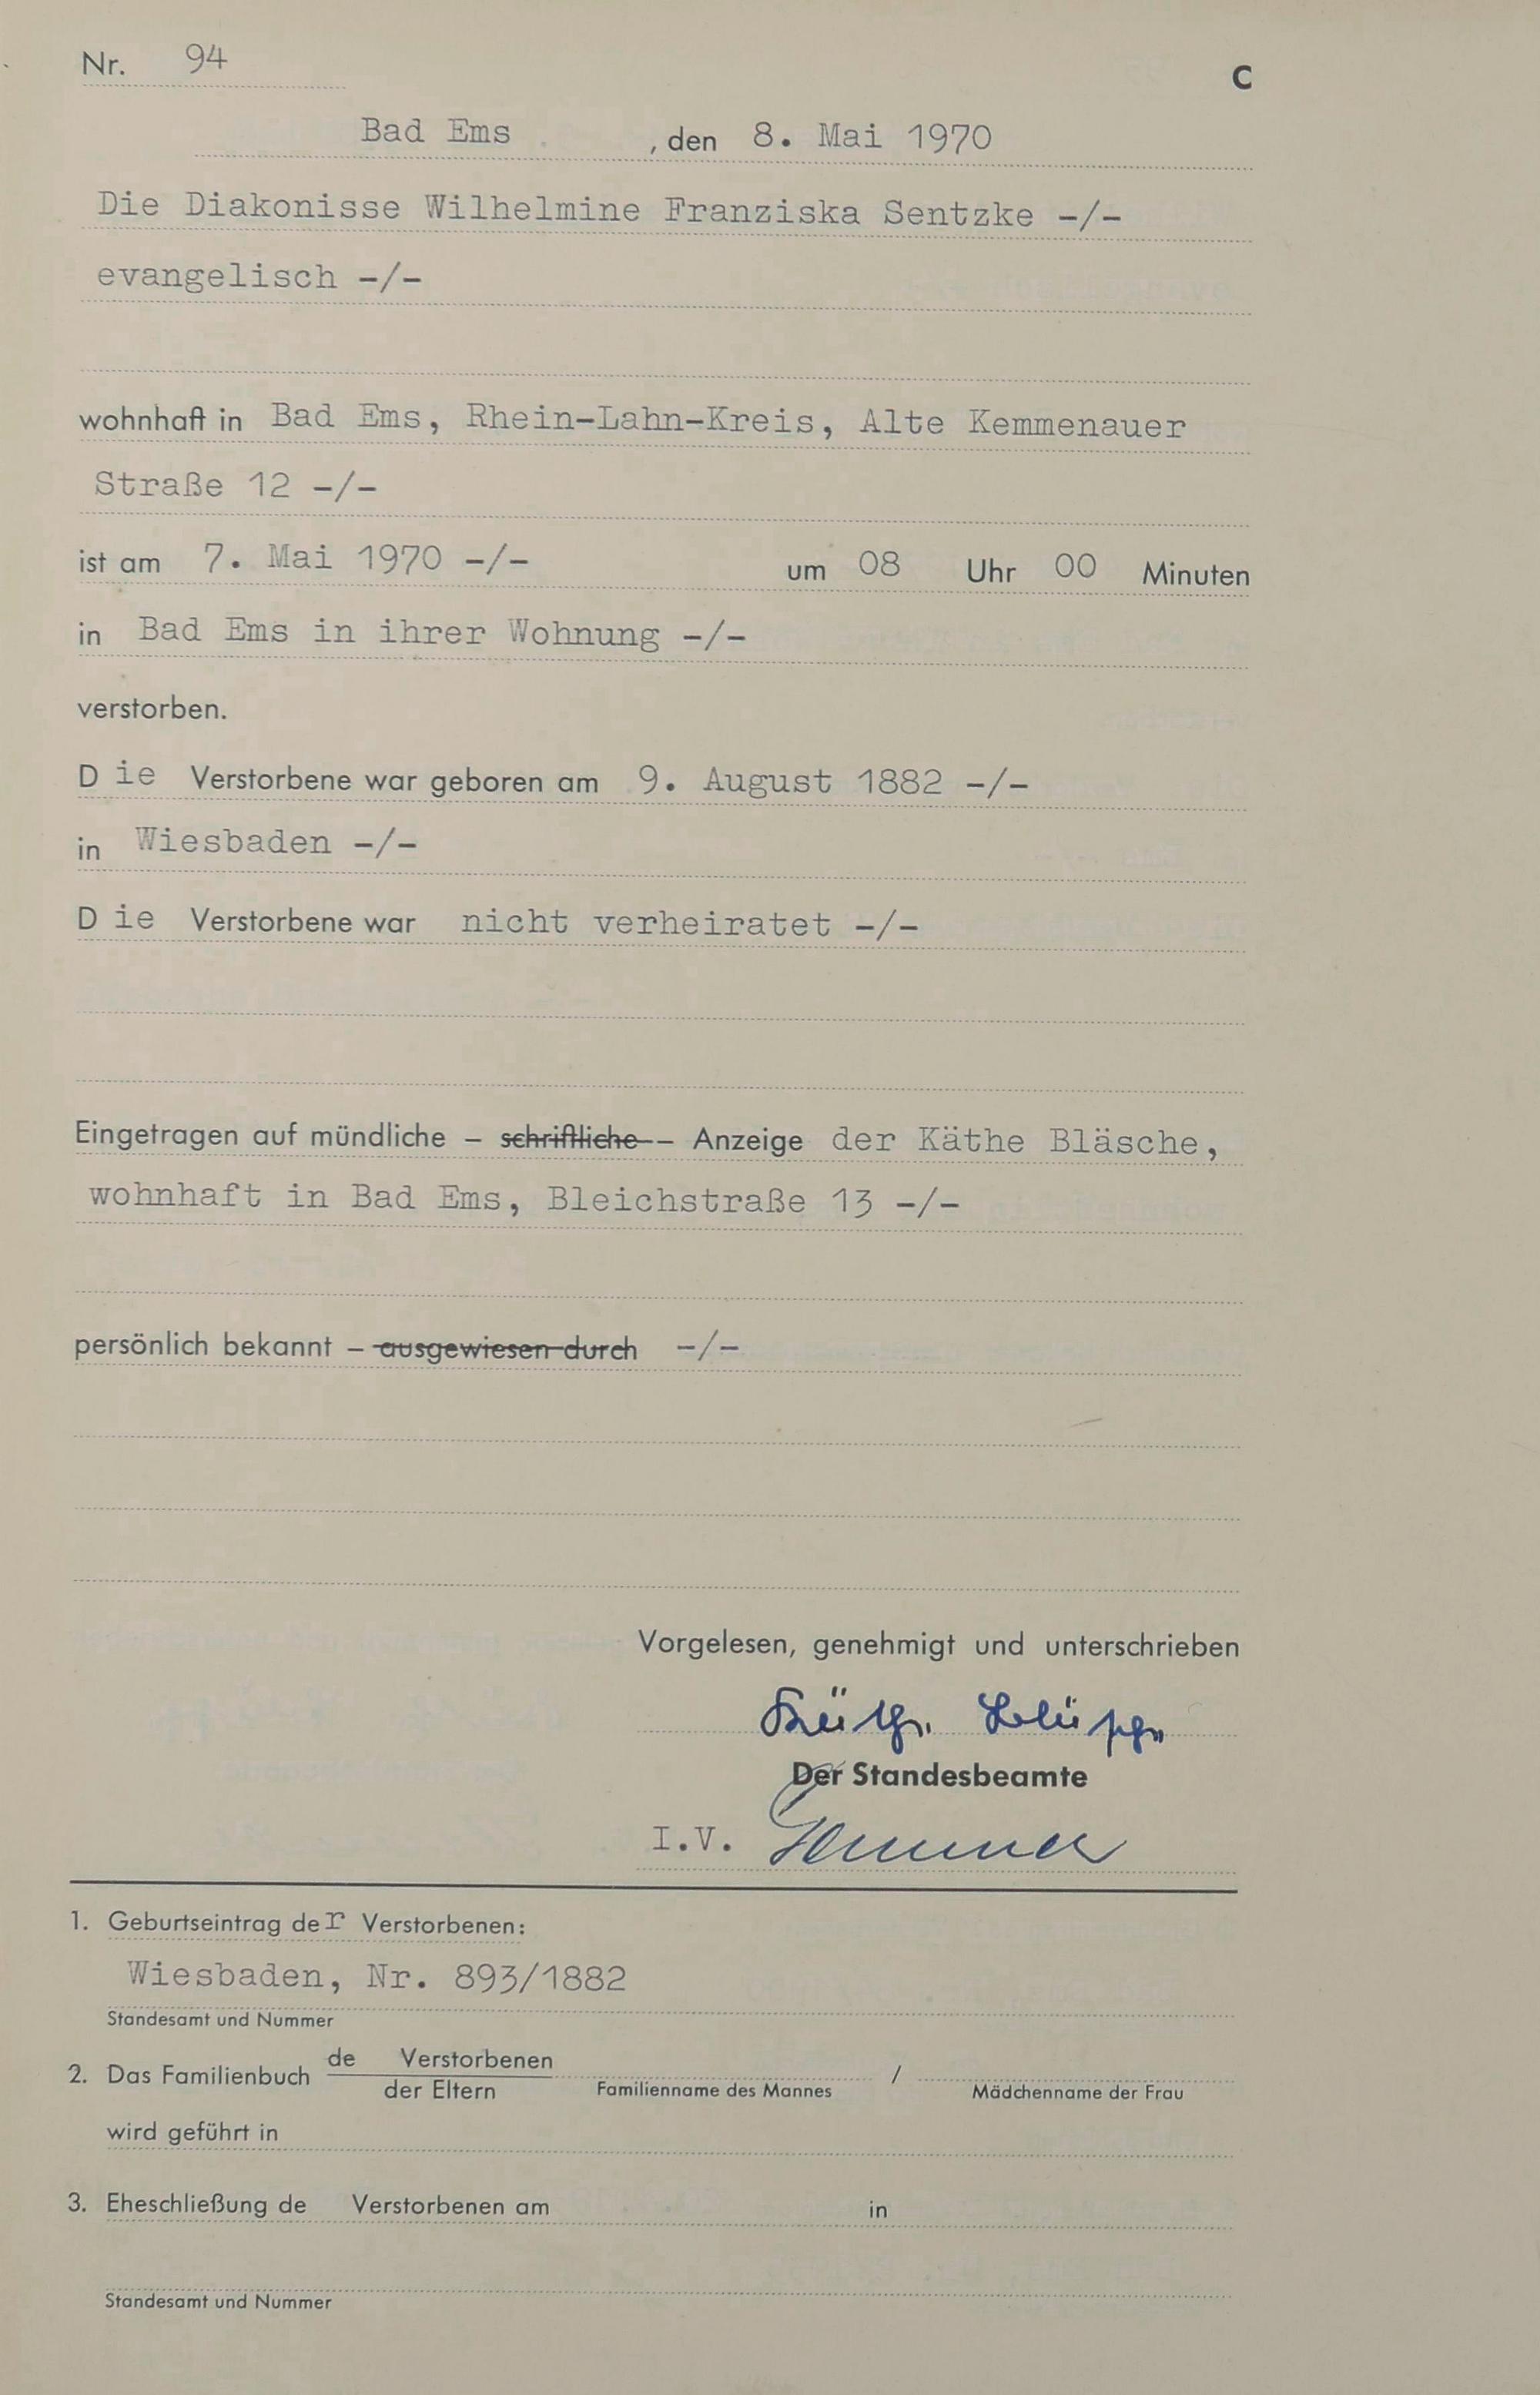 Nr. 94
C
Bad Ems , den 8. Mai 1970
Die Diakonisse Wilhelmine Franziska Sentzke -/-
evangelisch -/-
wohnhaft in Bad Ems, Rhein-Lahn-Kreis, Alte Kemmenauer
Straße 12 -/-
ist am 7. Mai 1970 -/- um 08 Uhr 00 Minuten
in Bad Ems in ihrer Wohnung -/-
verstorben.
D ie Verstorbene war geboren am 9. August 1882 -/-
in Wiesbaden -/-
D ie Verstorbene war nicht verheiratet -/-
Eingetragen auf mündliche – schriftliche – Anzeige der Käthe Bläsche,
wohnhaft in Bad Ems, Bleichstraße 13 -/-
persönlich bekannt – ausgewiesen durch -/-
Vorgelesen, genehmigt und unterschrieben
Käthe Bläsche
Der Standesbeamte
I.V.
1. Geburtseintrag der Verstorbenen:
Wiesbaden, Nr. 893/1882
Standesamt und Nummer
2. Das Familienbuch de Verstorbenen
der Eltern
/
Familienname des Mannes Mädchenname der Frau
wird geführt in
3. Eheschließung de Verstorbenen am in
Standesamt und Nummer